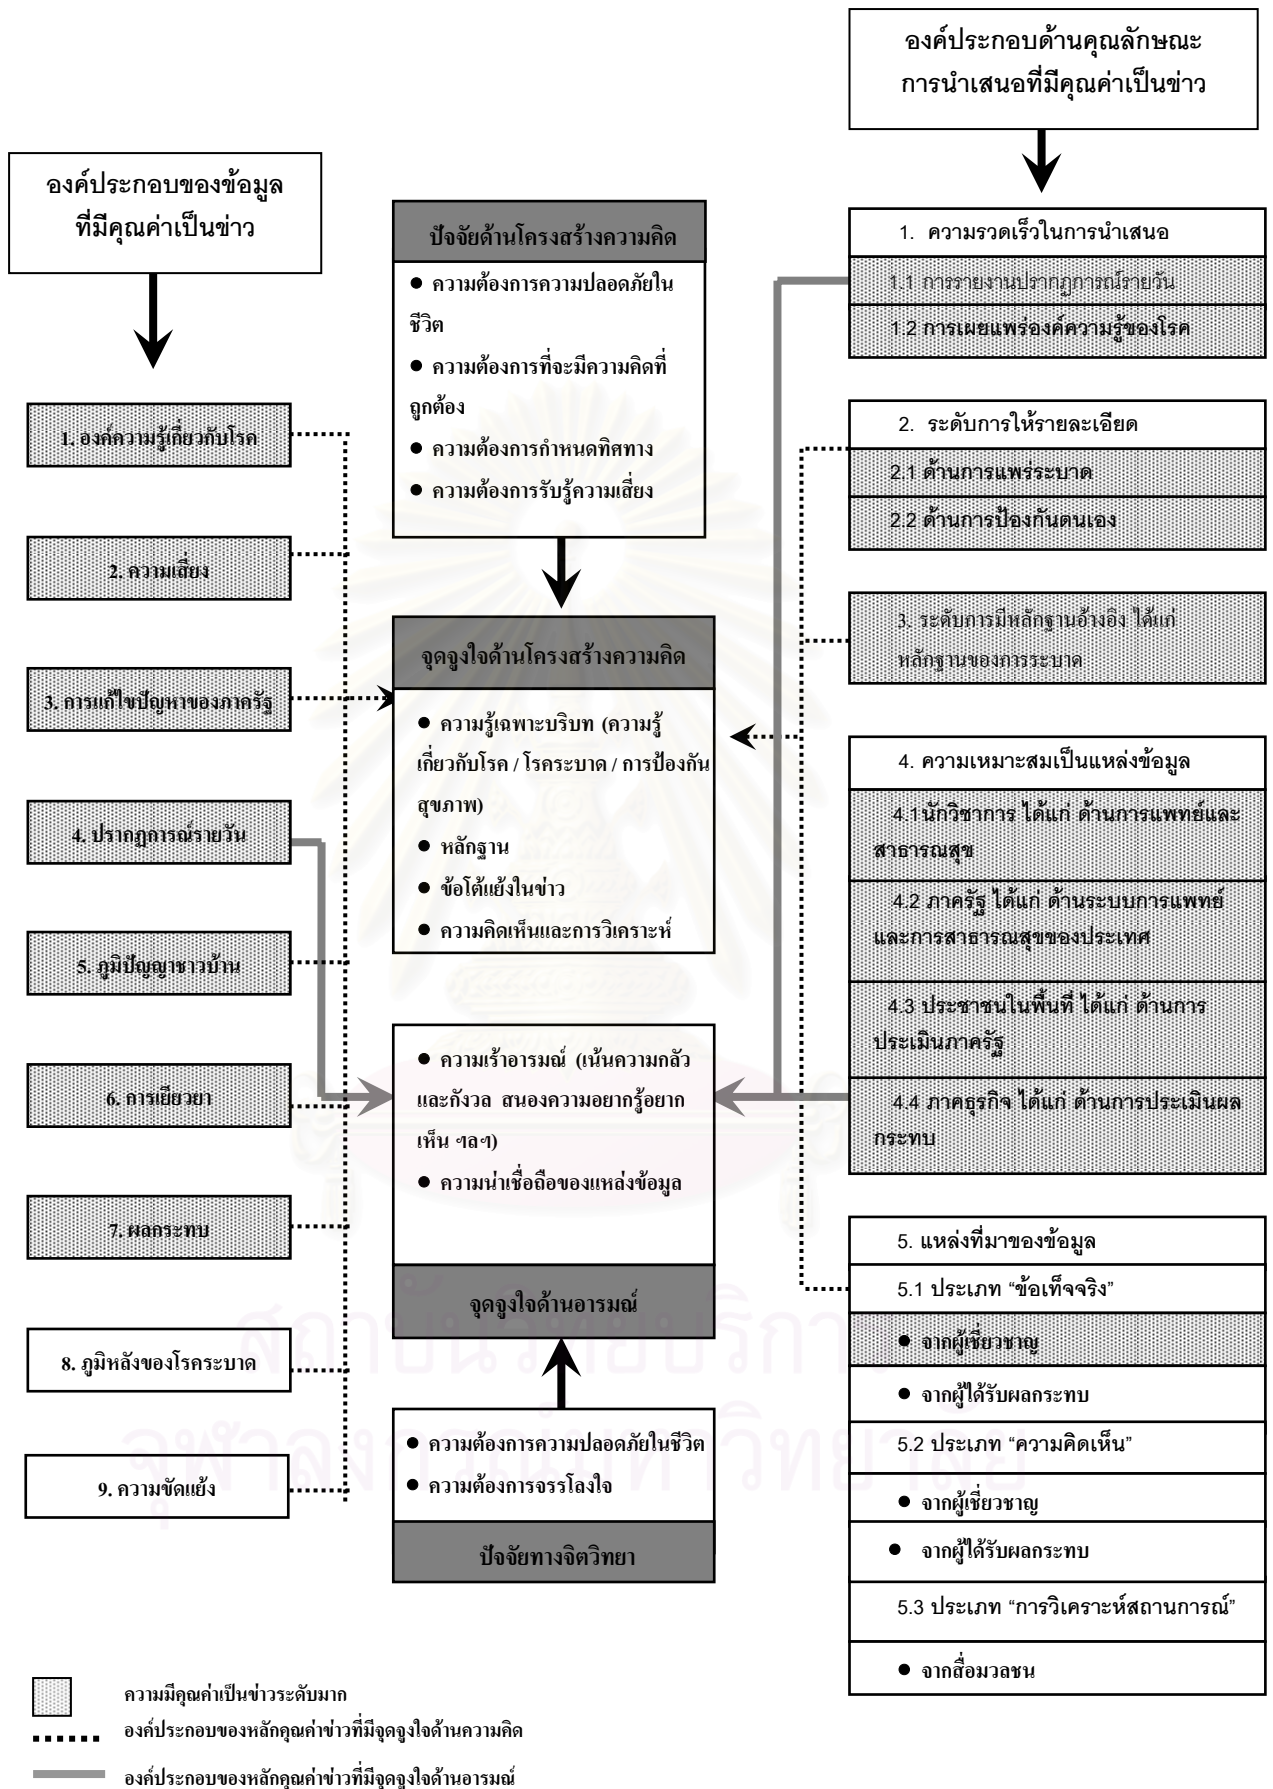 องค์ประกอบด้านคุณลักษณะ
การนำเสนอที่มีคุณค่าเป็นข่าว
องค์ประกอบของข้อมูล
ที่มีคุณค่าเป็นข่าว
1. องค์ความรู้เกี่ยวกับโรค
2. ความเสี่ยง
3. การแก้ไขปัญหาของภาครัฐ
4. ปรากฏการณ์รายวัน
5. ภูมิปัญญาชาวบ้าน
6. การเยียวยา
7. ผลกระทบ
8. ภูมิหลังของโรคระบาด
9. ความขัดแย้ง
ปัจจัยด้านโครงสร้างความคิด
● ความต้องการความปลอดภัยใน
ชีวิต
● ความต้องการที่จะมีความคิดที่
ถูกต้อง
● ความต้องการกำหนดทิศทาง
● ความต้องการรับรู้ความเสี่ยง
จุดจูงใจด้านโครงสร้างความคิด
● ความรู้เฉพาะบริบท (ความรู้
เกี่ยวกับโรค / โรคระบาด / การป้องกัน
สุขภาพ)
● หลักฐาน
● ข้อโต้แย้งในข่าว
● ความคิดเห็นและการวิเคราะห์
● ความเร้าอารมณ์ (เน้นความกลัว
และกังวล สนองความอยากรู้อยาก
เห็น ฯลฯ)
● ความน่าเชื่อถือของแหล่งข้อมูล
จุดจูงใจด้านอารมณ์
● ความต้องการความปลอดภัยในชีวิต
● ความต้องการจรรโลงใจ
ปัจจัยทางจิตวิทยา
1. ความรวดเร็วในการนำเสนอ
1.1 การรายงานปรากฏการณ์รายวัน
1.2 การเผยแพร่องค์ความรู้ของโรค
2. ระดับการให้รายละเอียด
2.1 ด้านการแพร่ระบาด
2.2 ด้านการป้องกันตนเอง
3. ระดับการมีหลักฐานอ้างอิง ได้แก่
หลักฐานของการระบาด
4. ความเหมาะสมเป็นแหล่งข้อมูล
4.1นักวิชาการ ได้แก่ ด้านการแพทย์และ
สาธารณสุข
4.2 ภาครัฐ ได้แก่ ด้านระบบการแพทย์
และการสาธารณสุขของประเทศ
4.3 ประชาชนในพื้นที่ ได้แก่ ด้านการ
ประเมินภาครัฐ
4.4 ภาคธุรกิจ ได้แก่ ด้านการประเมินผล
กระทบ
5. แหล่งที่มาของข้อมูล
5.1 ประเภท “ข้อเท็จจริง”
● จากผู้เชี่ยวชาญ
● จากผู้ได้รับผลกระทบ
5.2 ประเภท “ความคิดเห็น”
● จากผู้เชี่ยวชาญ
● จากผู้ได้รับผลกระทบ
5.3 ประเภท “การวิเคราะห์สถานการณ์”
● จากสื่อมวลชน
สถาบันวิทยบริการ
จุฬาลงกรณ์มหาวิทยาลัย
ความมีคุณค่าเป็นข่าวระดับมาก
องค์ประกอบของหลักคุณค่าข่าวที่มีจุดจูงใจด้านความคิด
องค์ประกอบของหลักคุณค่าข่าวที่มีจุดจูงใจด้านอารมณ์